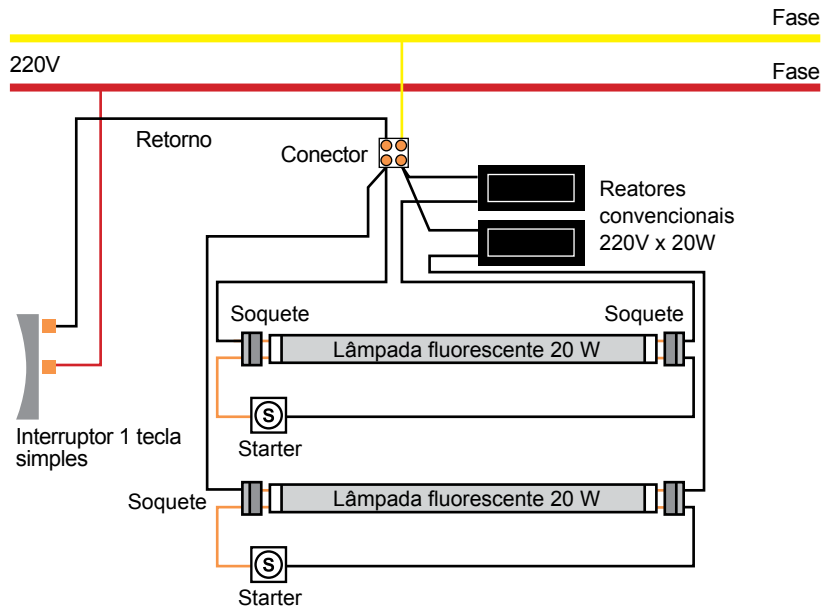 Fase
220V
Fase
Retorno
Conector
Reatores
convencionais
220V x 20W
Soquete
Soquete
Lâmpada fluorescente 20 W
S
Starter
Interruptor 1 tecla
simples
Soquete
Lâmpada fluorescente 20 W
S
Starter